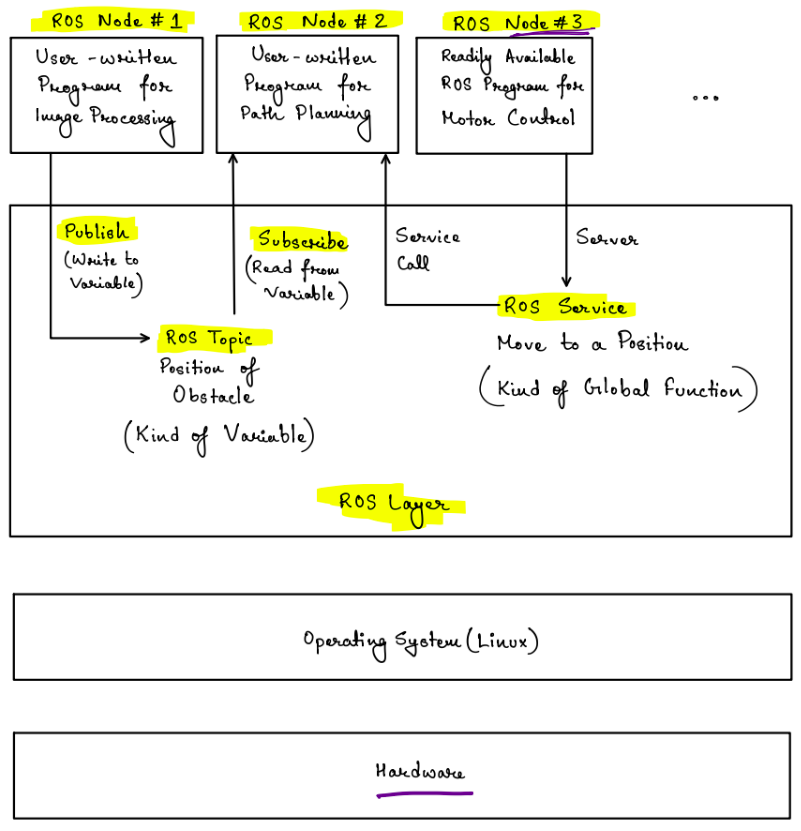 ROS Node #1
User-written
Program for
Image Processing
ROS Node #2
User-written
Program for
Path Planning
ROS Node #3
Readily Available
ROS Program for
Motor Control
...
Publish
(Write to
Variable)
Subscribe
(Read from
Variable)
Service
Call
Server
ROS Topic
Position of
Obstacle
(Kind of Variable)
ROS Service
Move to a Position
(Kind of Global Function)
ROS Layer
Operating System (Linux)
Hardware